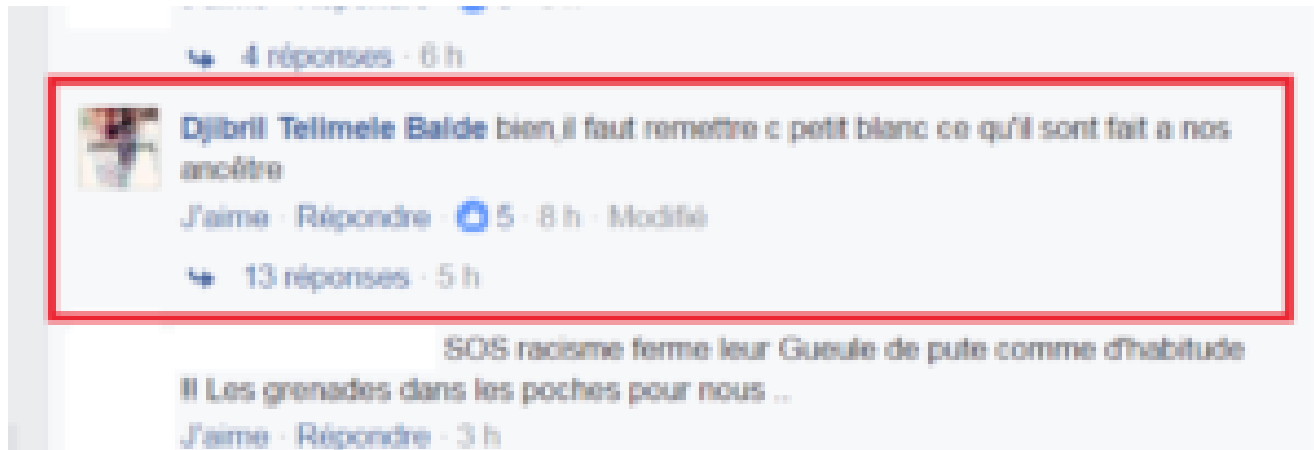 4 réponses · 6 h
Djibril Telimele Balde bien,il faut remettre c petit blanc ce qu'il sont fait a nos
ancêtre
J'aime · Répondre · 5 · 8 h · Modifié
13 réponses · 5 h
SOS racisme ferme leur Gueule de pute comme d'habitude
!! Les grenades dans les poches pour nous ..
J'aime · Répondre · 3 h